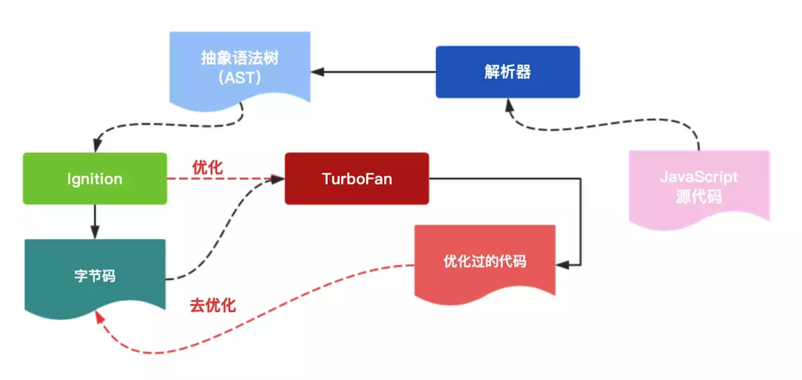 抽象语法树
（AST）
解析器
Ignition
优化
TurboFan
JavaScript
源代码
字节码
优化过的代码
去优化